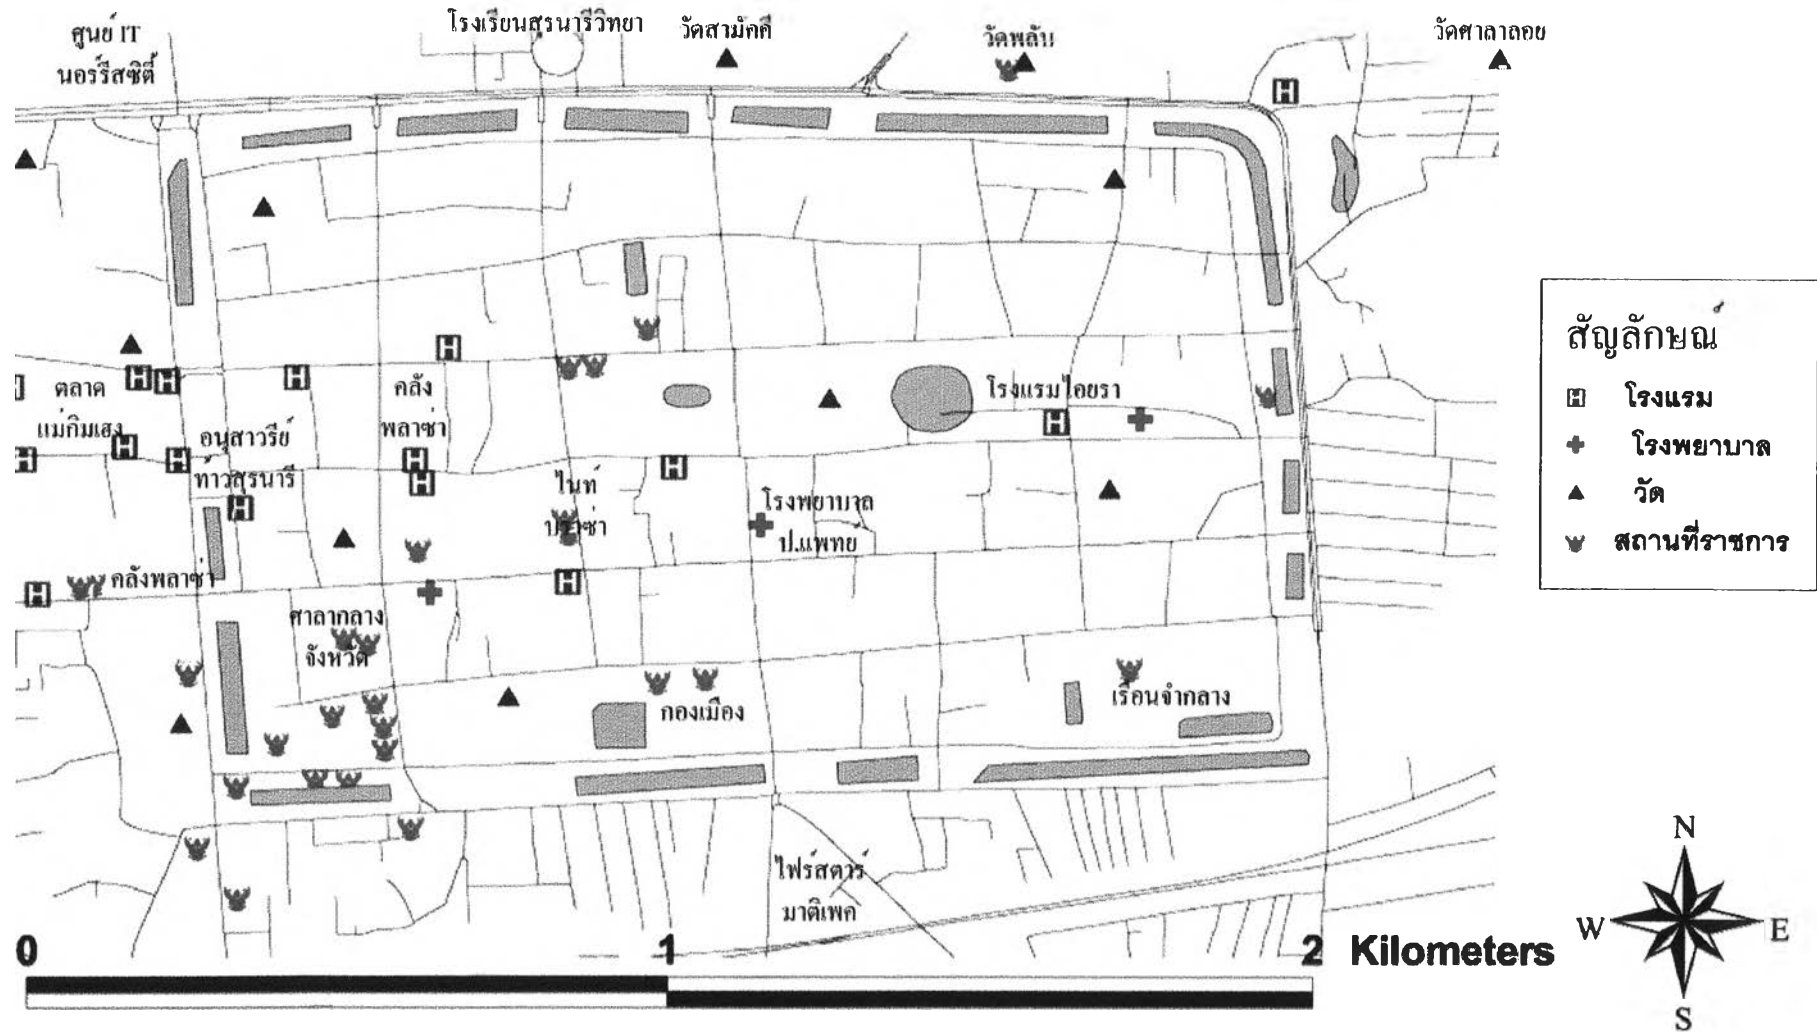 ศูนย์ IT
นอร์รีสซิตี้
โรงเรียนสุรนารีวิทยา
วัดสามัคคี
วัดพลับ
วัดศาลาลอย
ตลาด
แม่กิมเฮง
อนุสาวรีย์
ท้าวสุรนารี
คลัง
พลาซ่า
โรงแรมไอยรา
ไนท์
ปราซ่า
โรงพยาบาล
ป.แพทย์
คลังพลาซ่า
ศาลากลาง
จังหวัด
กองเมือง
เรือนจำกลาง
ไฟร์สตาร์
มาติเพค
สัญลักษณ์
H โรงแรม
โรงพยาบาล
วัด
สถานที่ราชการ
N
W E
S
0 1 2 Kilometers